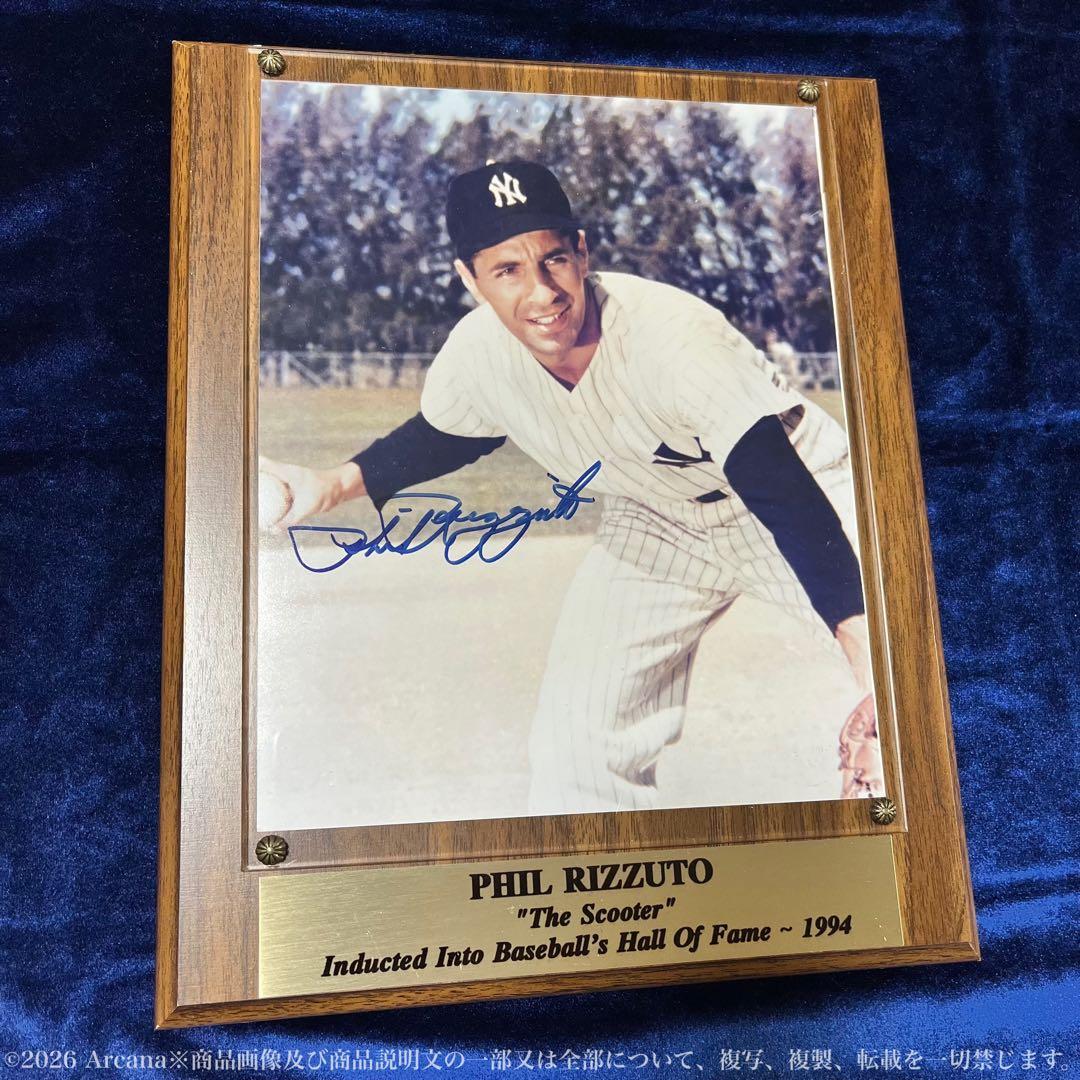 NY
Phil Rizzuto
PHIL RIZZUTO
"The Scooter"
Inducted Into Baseball's Hall Of Fame ~ 1994
©2026 Arcana※商品画像及び商品説明文の一部又は全部について、複写、複製、転載を一切禁じます。